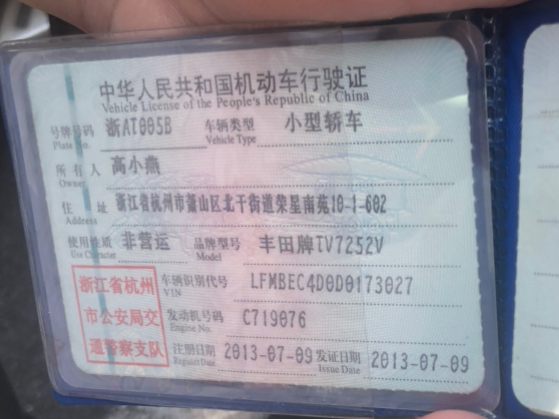 中华人民共和国机动车行驶证
Vehicle License of the People's Republic of China
号牌号码 浙AT005B 车辆类型 小型轿车
Plate No. Vehicle Type
所有人 高小燕
Owner
住址 浙江省杭州市萧山区北干街道荣星南苑10-1-602
Address
使用性质 非营运 品牌型号 丰田牌TV7252V
Use Character Model
浙江省杭州
市公安局交
通警察支队
车辆识别代号 LFMBEC4D0D0173027
VIN
发动机号码 C719076
Engine No.
注册日期 2013-07-09 发证日期 2013-07-09
Register Date Issue Date